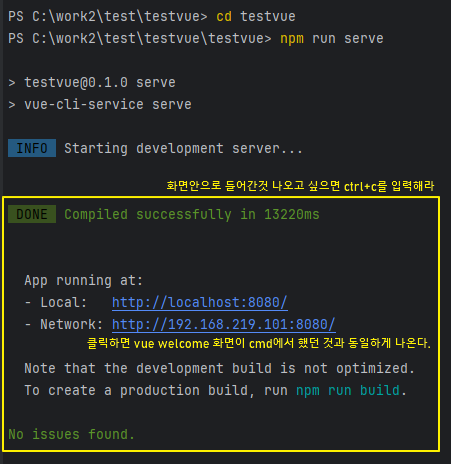 PS C:\work2\test\testvue> cd testvue
PS C:\work2\test\testvue\testvue> npm run serve
> testvue@0.1.0 serve
> vue-cli-service serve
INFO Starting development server...
화면안으로 들어간것 나오고 싶으면 ctrl+c를 입력해라
DONE Compiled successfully in 13220ms
App running at:
- Local: http://localhost:8080/
- Network: http://192.168.219.101:8080/
클릭하면 vue welcome 화면이 cmd에서 했던 것과 동일하게 나온다.
Note that the development build is not optimized.
To create a production build, run npm run build.
No issues found.